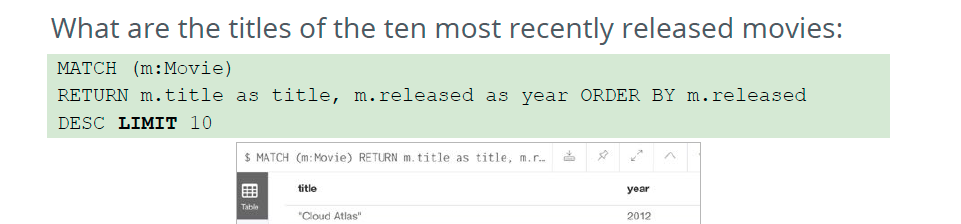 What are the titles of the ten most recently released movies:
MATCH (m:Movie)
RETURN m.title as title, m.released as year ORDER BY m.released
DESC LIMIT 10
$ MATCH (m:Movie) RETURN m.title as title, m.r…
title year
Table
"Cloud Atlas" 2012